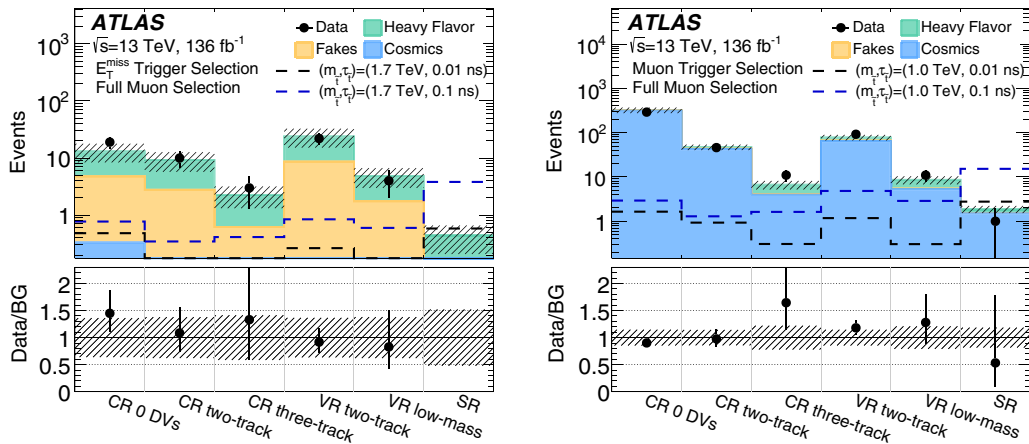 ATLAS
√s=13 TeV, 136 fb⁻¹
E_T^miss Trigger Selection
Full Muon Selection
Data
Heavy Flavor
Fakes
Cosmics
(m_t̃,τ_t̃)=(1.7 TeV, 0.01 ns)
(m_t̃,τ_t̃)=(1.7 TeV, 0.1 ns)
Events
10³
10²
10
1
Data/BG
2
1.5
1
0.5
0
CR 0 DVs
CR two-track
CR three-track
VR two-track
VR low-mass
SR
ATLAS
√s=13 TeV, 136 fb⁻¹
Muon Trigger Selection
Full Muon Selection
Data
Heavy Flavor
Fakes
Cosmics
(m_t̃,τ_t̃)=(1.0 TeV, 0.01 ns)
(m_t̃,τ_t̃)=(1.0 TeV, 0.1 ns)
Events
10⁴
10³
10²
10
1
Data/BG
2
1.5
1
0.5
0
CR 0 DVs
CR two-track
CR three-track
VR two-track
VR low-mass
SR